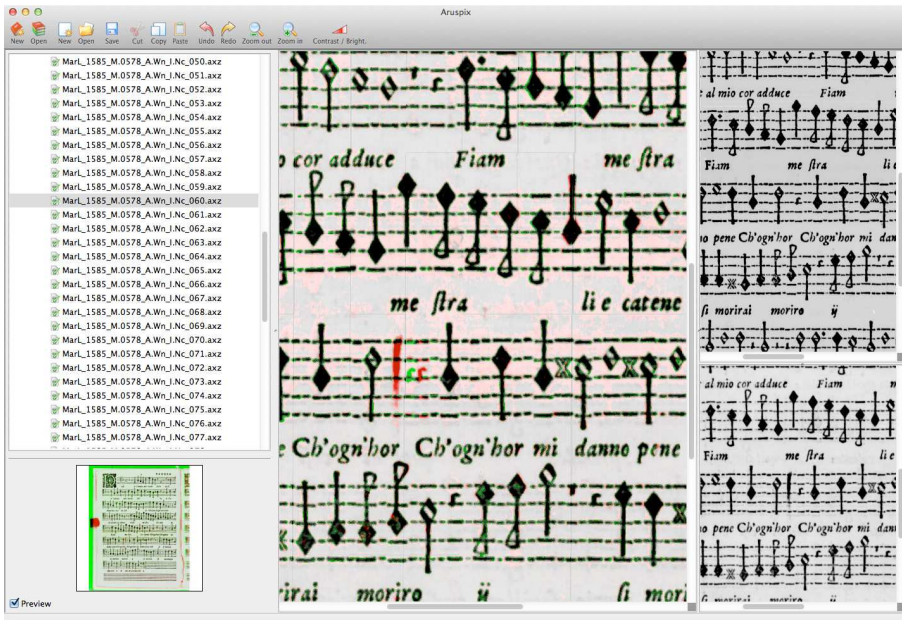 Aruspix
New Open New Open Save Cut Copy Paste Undo Redo Zoom out Zoom in Contrast / Bright.
MarL_1585_M.0578_A.Wn_I.Nc_050.axz
MarL_1585_M.0578_A.Wn_I.Nc_051.axz
MarL_1585_M.0578_A.Wn_I.Nc_052.axz
MarL_1585_M.0578_A.Wn_I.Nc_053.axz
MarL_1585_M.0578_A.Wn_I.Nc_054.axz
MarL_1585_M.0578_A.Wn_I.Nc_055.axz
MarL_1585_M.0578_A.Wn_I.Nc_056.axz
MarL_1585_M.0578_A.Wn_I.Nc_057.axz
MarL_1585_M.0578_A.Wn_I.Nc_058.axz
MarL_1585_M.0578_A.Wn_I.Nc_059.axz
MarL_1585_M.0578_A.Wn_I.Nc_060.axz
MarL_1585_M.0578_A.Wn_I.Nc_061.axz
MarL_1585_M.0578_A.Wn_I.Nc_062.axz
MarL_1585_M.0578_A.Wn_I.Nc_063.axz
MarL_1585_M.0578_A.Wn_I.Nc_064.axz
MarL_1585_M.0578_A.Wn_I.Nc_065.axz
MarL_1585_M.0578_A.Wn_I.Nc_066.axz
MarL_1585_M.0578_A.Wn_I.Nc_067.axz
MarL_1585_M.0578_A.Wn_I.Nc_068.axz
MarL_1585_M.0578_A.Wn_I.Nc_069.axz
MarL_1585_M.0578_A.Wn_I.Nc_070.axz
MarL_1585_M.0578_A.Wn_I.Nc_071.axz
MarL_1585_M.0578_A.Wn_I.Nc_072.axz
MarL_1585_M.0578_A.Wn_I.Nc_073.axz
MarL_1585_M.0578_A.Wn_I.Nc_074.axz
MarL_1585_M.0578_A.Wn_I.Nc_075.axz
MarL_1585_M.0578_A.Wn_I.Nc_076.axz
MarL_1585_M.0578_A.Wn_I.Nc_077.axz
Preview
o cor adduce Fiam me ſtra
me ſtra li e catene
e Ch'ogn'hor Ch'ogn'hor mi danno pene
rirai moriro ij ſi mori
al mio cor adduce Fiam
Fiam me ſtra li e
no pene Ch'ogn'hor Ch'ogn'hor mi dan
ſi morirai moriro ij
al mio cor adduce Fiam
Fiam me ſtra li e
no pene Ch'ogn'hor Ch'ogn'hor mi dan
ſi morirai moriro ij